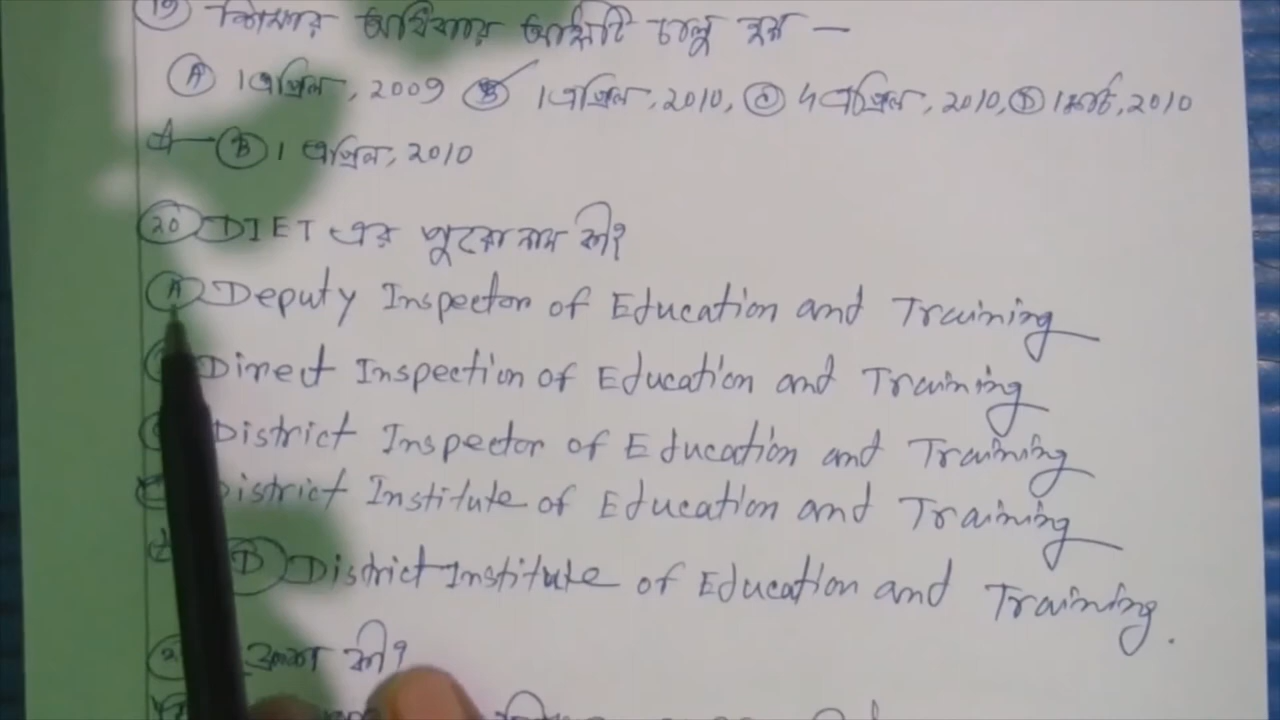 19 শিক্ষার অধিকার আইনটি চালু হয় —
A 1 এপ্রিল, 2009 B 1 এপ্রিল, 2010, C 4 এপ্রিল, 2010, D 1 মার্চ, 2010
B 1 এপ্রিল, 2010
20 DIET এর পুরো নাম কী?
A Deputy Inspector of Education and Training
Direct Inspection of Education and Training
District Inspector of Education and Training
District Institute of Education and Training
D District Institute of Education and Training.
কী?